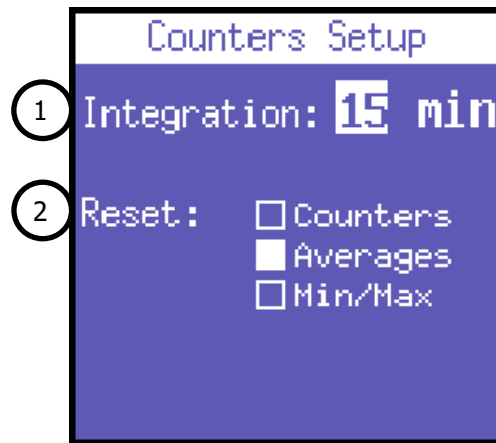 Counters Setup
1 Integration: 15 min
2 Reset: Counters
Averages
Min/Max